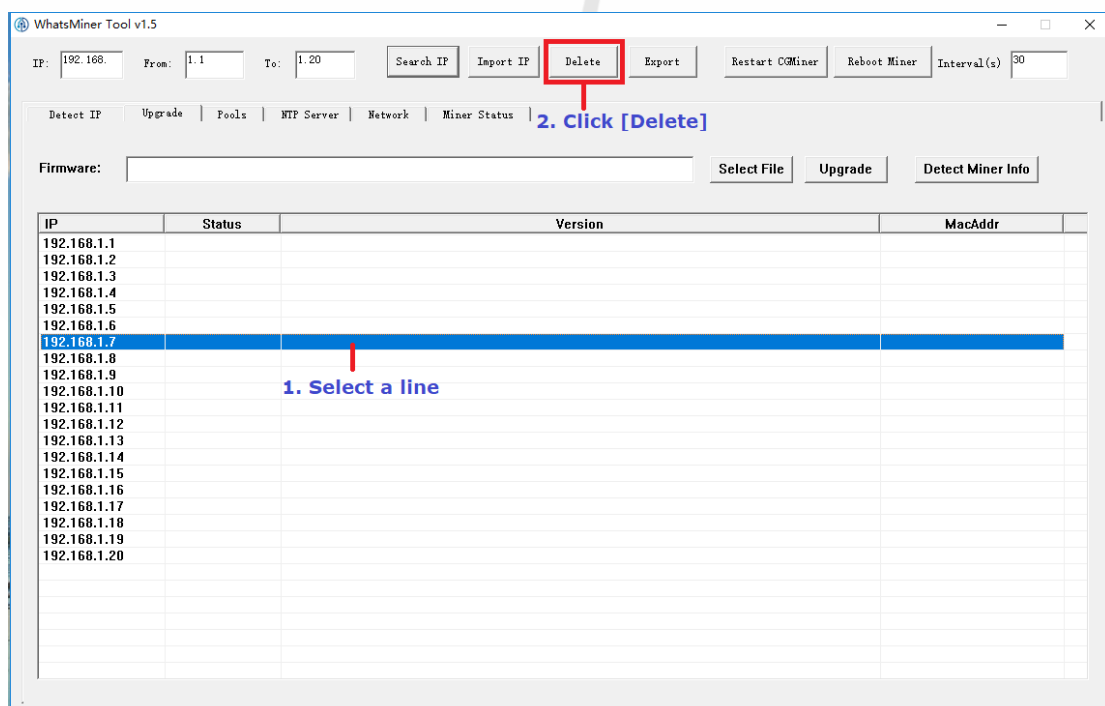 WhatsMiner Tool v1.5
IP: 192.168. From: 1.1 To: 1.20 Search IP Import IP Delete Export Restart CGMiner Reboot Miner Interval(s) 30
Detect IP Upgrade Pools NTP Server Network Miner Status
2. Click [Delete]
Firmware: Select File Upgrade Detect Miner Info
IP Status Version MacAddr
192.168.1.1
192.168.1.2
192.168.1.3
192.168.1.4
192.168.1.5
192.168.1.6
192.168.1.7
192.168.1.8
192.168.1.9
1. Select a line
192.168.1.10
192.168.1.11
192.168.1.12
192.168.1.13
192.168.1.14
192.168.1.15
192.168.1.16
192.168.1.17
192.168.1.18
192.168.1.19
192.168.1.20